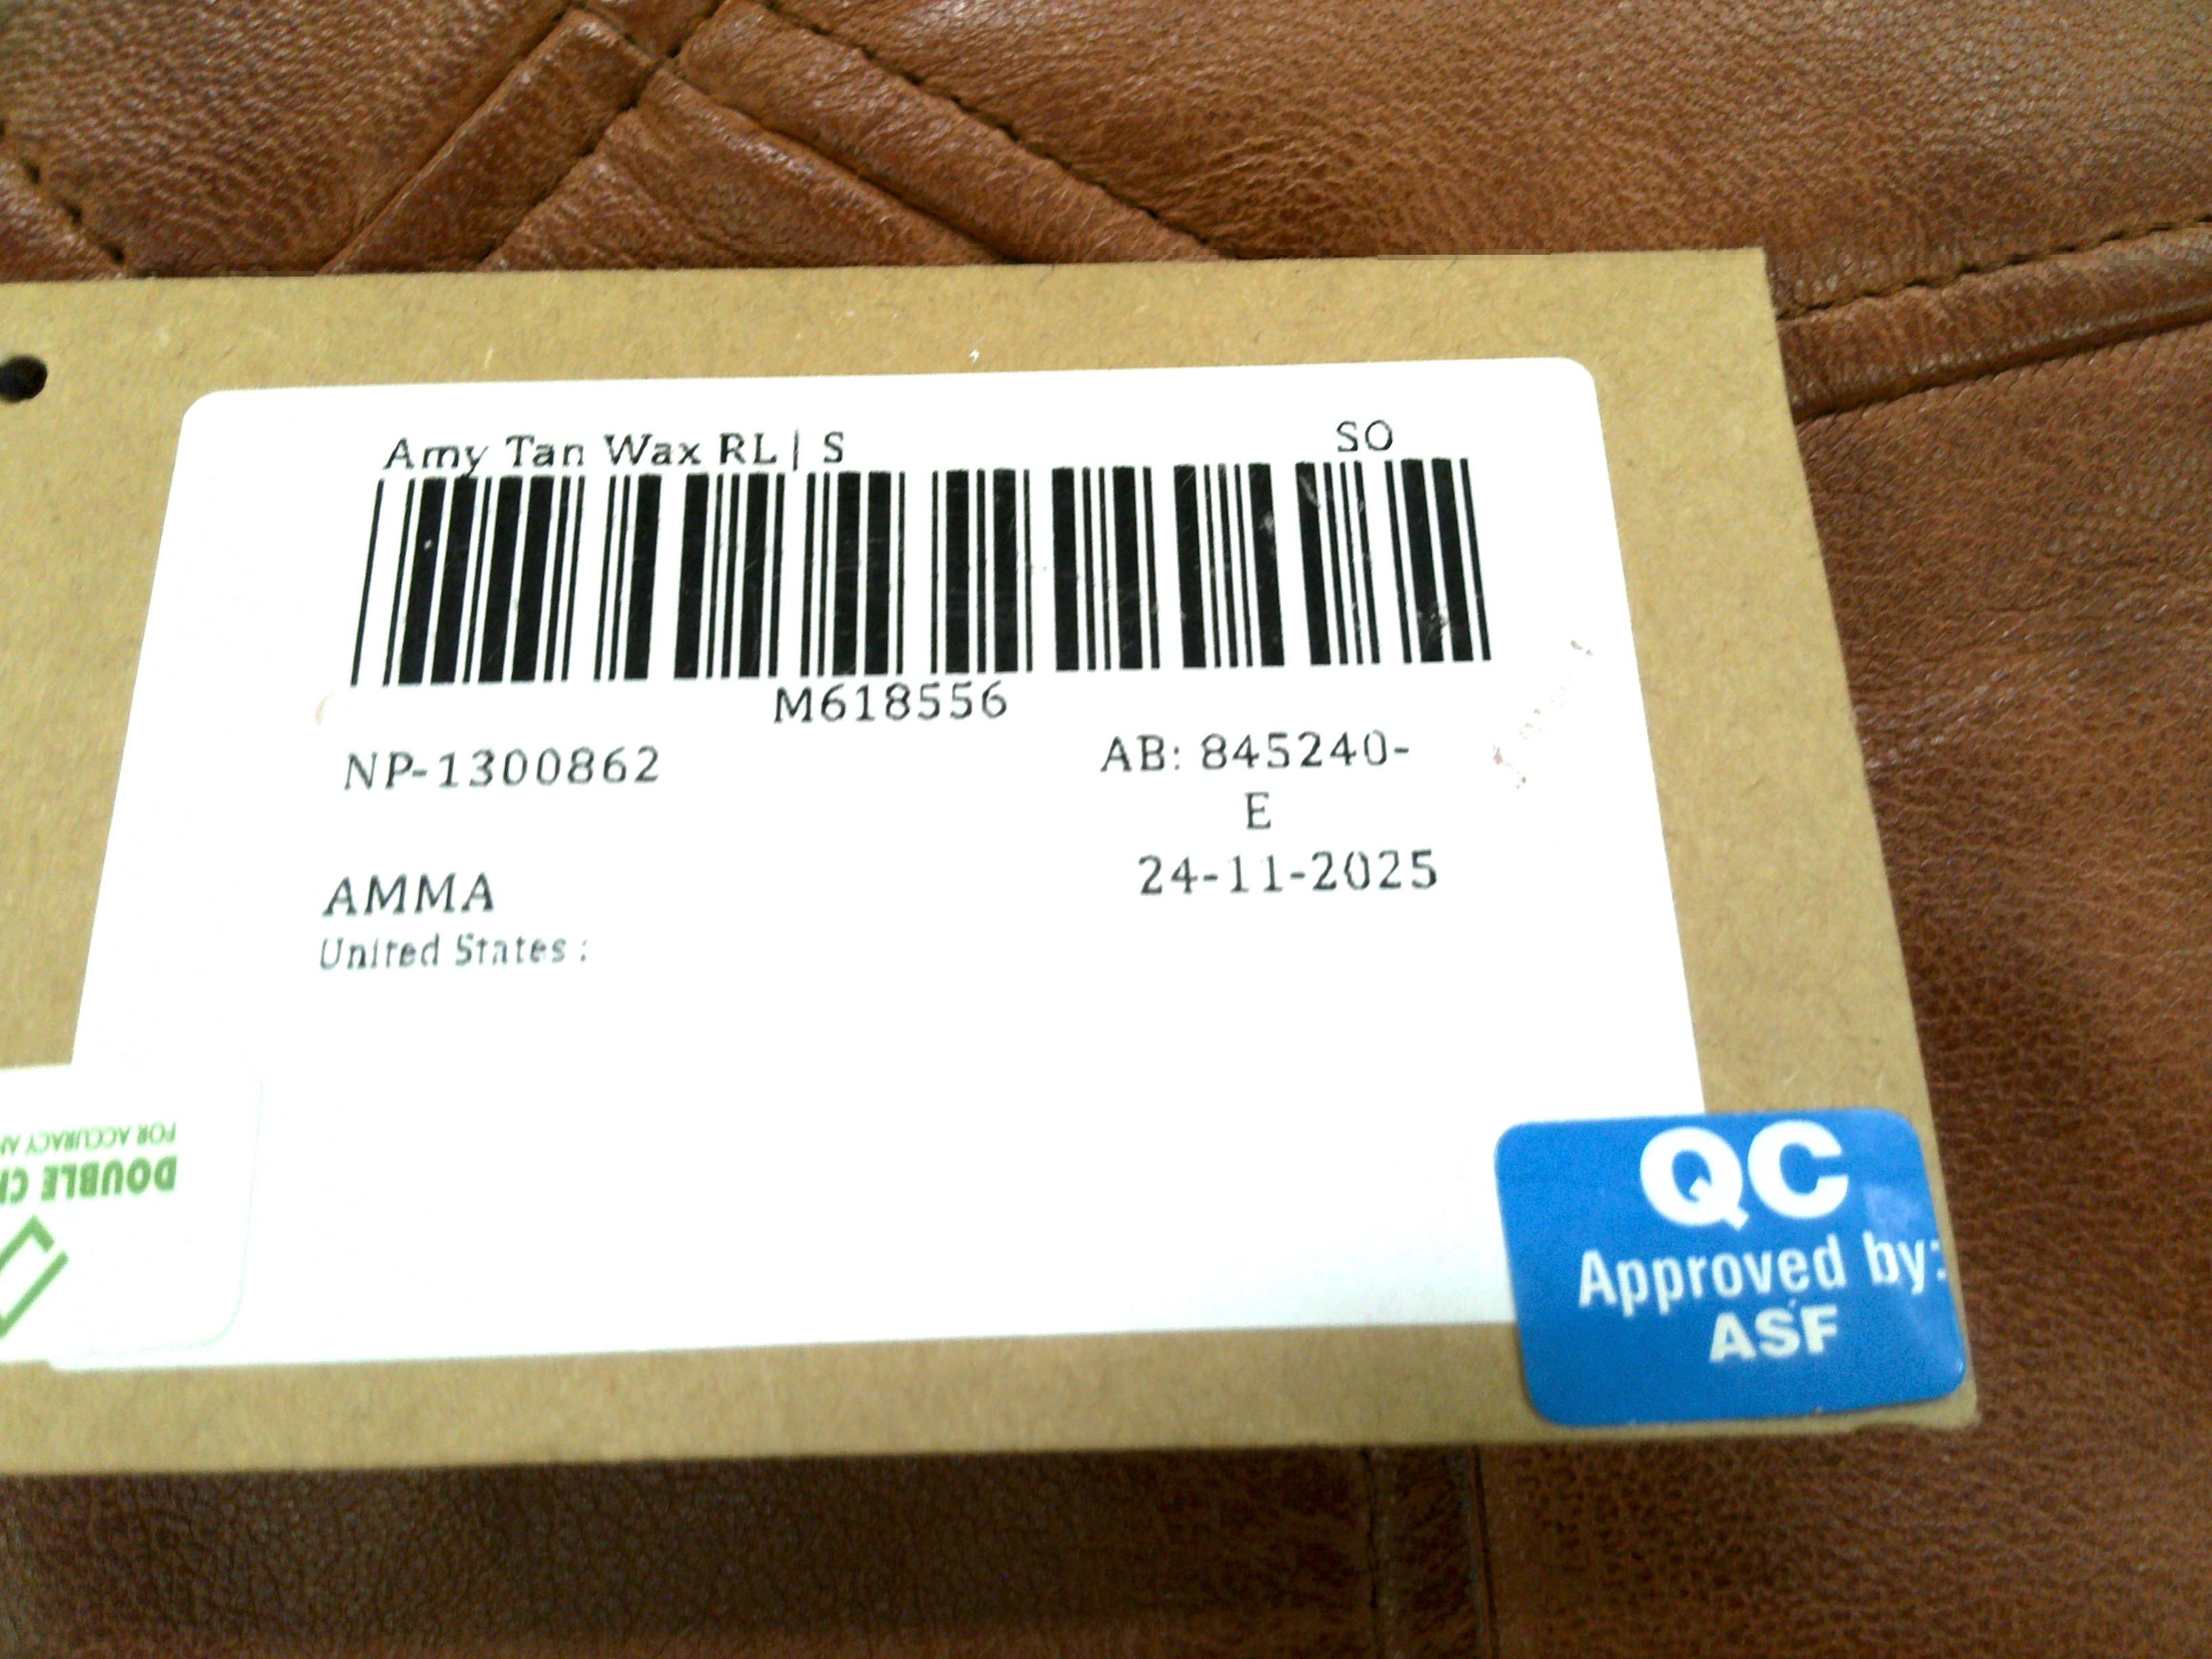 Amy Tan Wax RL | S
SO
M618556
NP-1300862
AB: 845240-
E
24-11-2025
AMMA
United States :
DOUBLE
FOR ACCURACY
QC
Approved by:
ASF